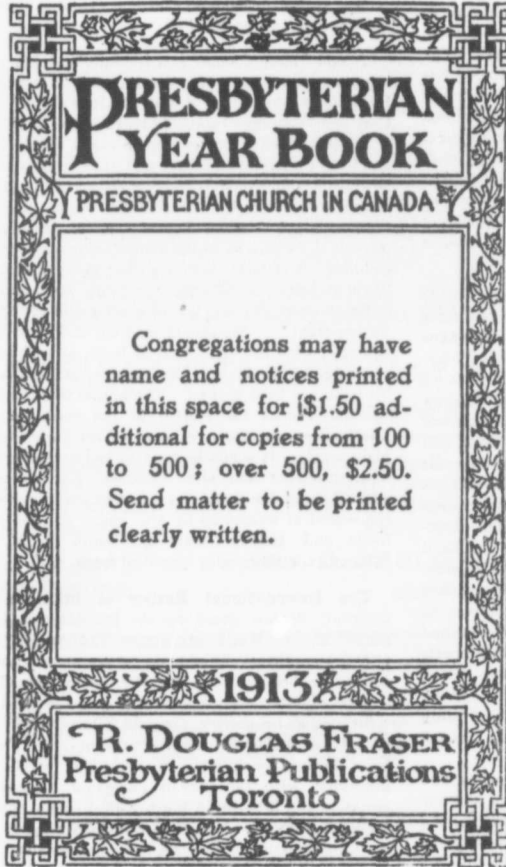 PRESBYTERIAN
YEAR BOOK
PRESBYTERIAN CHURCH IN CANADA
Congregations may have
name and notices printed
in this space for $1.50 ad-
ditional for copies from 100
to 500; over 500, $2.50.
Send matter to be printed
clearly written.
1913
R. DOUGLAS FRASER
Presbyterian Publications
Toronto